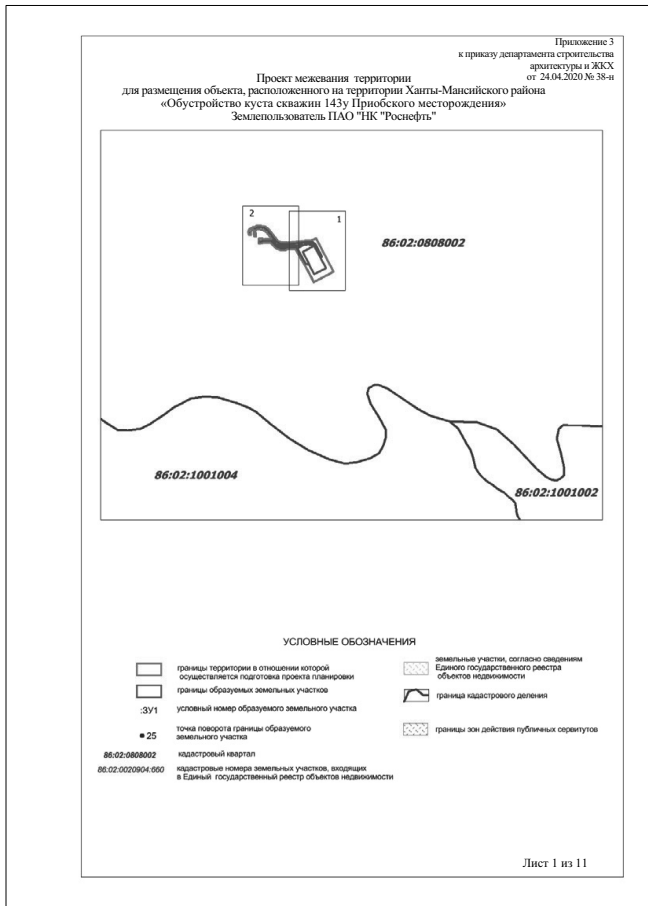 Приложение 3
к приказу департамента строительства
архитектуры и ЖКХ
от 24.04.2020 № 38-н
Проект межевания территории
для размещения объекта, расположенного на территории Ханты-Мансийского района
«Обустройство куста скважин 143у Приобского месторождения»
Землепользователь ПАО "НК "Роснефть"
2
1
86:02:0808002
86:02:1001004
86:02:1001002
УСЛОВНЫЕ ОБОЗНАЧЕНИЯ
границы территории в отношении которой
осуществляется подготовка проекта планировки
границы образуемых земельных участков
:ЗУ1 условный номер образуемого земельного участка
точка поворота границы образуемого
25 земельного участка
86:02:0808002 кадастровый квартал
86:02:0020904:660 кадастровые номера земельных участков, входящих
в Единый государственный реестр объектов недвижимости
земельные участки, согласно сведениям
Единого государственного реестра
объектов недвижимости
граница кадастрового деления
границы зон действия публичных сервитутов
Лист 1 из 11